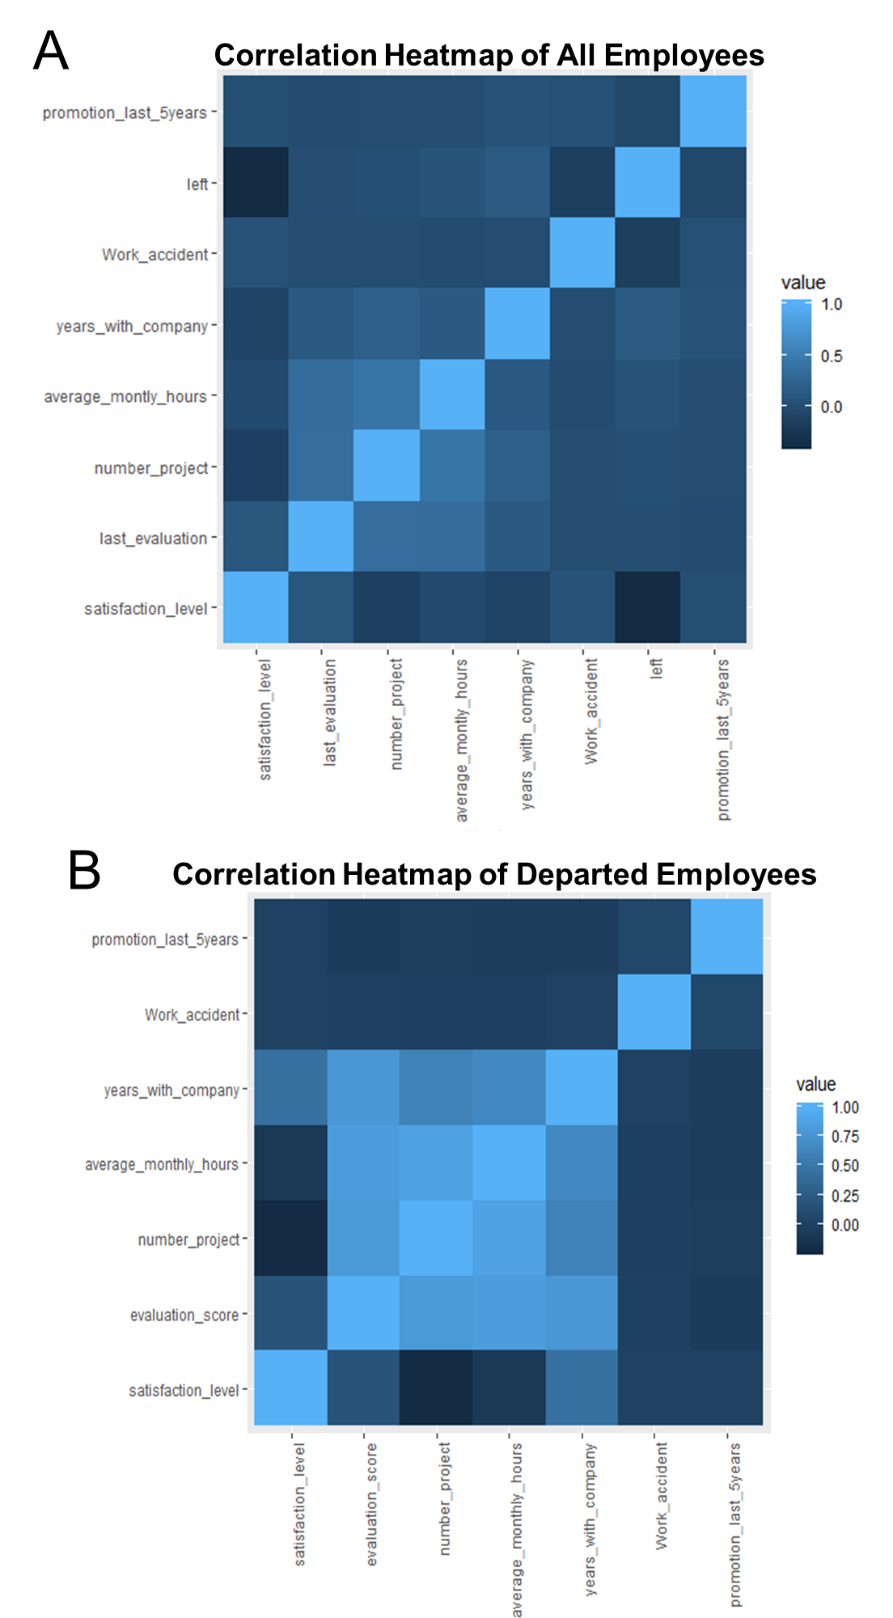 A
Correlation Heatmap of All Employees
promotion_last_5years
left
Work_accident
years_with_company
average_montly_hours
number_project
last_evaluation
satisfaction_level
satisfaction_level
last_evaluation
number_project
average_montly_hours
years_with_company
Work_accident
left
promotion_last_5years
value
1.0
0.5
0.0
B
Correlation Heatmap of Departed Employees
promotion_last_5years
Work_accident
years_with_company
average_monthly_hours
number_project
evaluation_score
satisfaction_level
satisfaction_level
evaluation_score
number_project
average_monthly_hours
years_with_company
Work_accident
promotion_last_5years
value
1.00
0.75
0.50
0.25
0.00